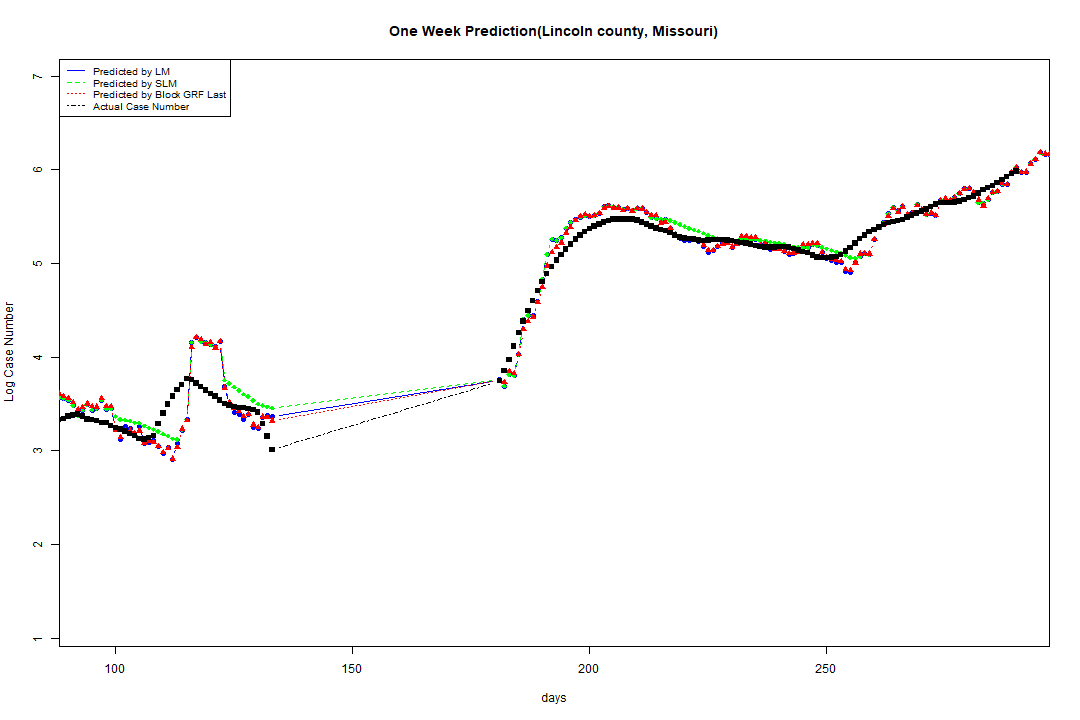 One Week Prediction(Lincoln county, Missouri)
Predicted by LM
Predicted by SLM
Predicted by Block GRF Last
Actual Case Number
7
6
5
4
3
2
1
Log Case Number
100 150 200 250
days